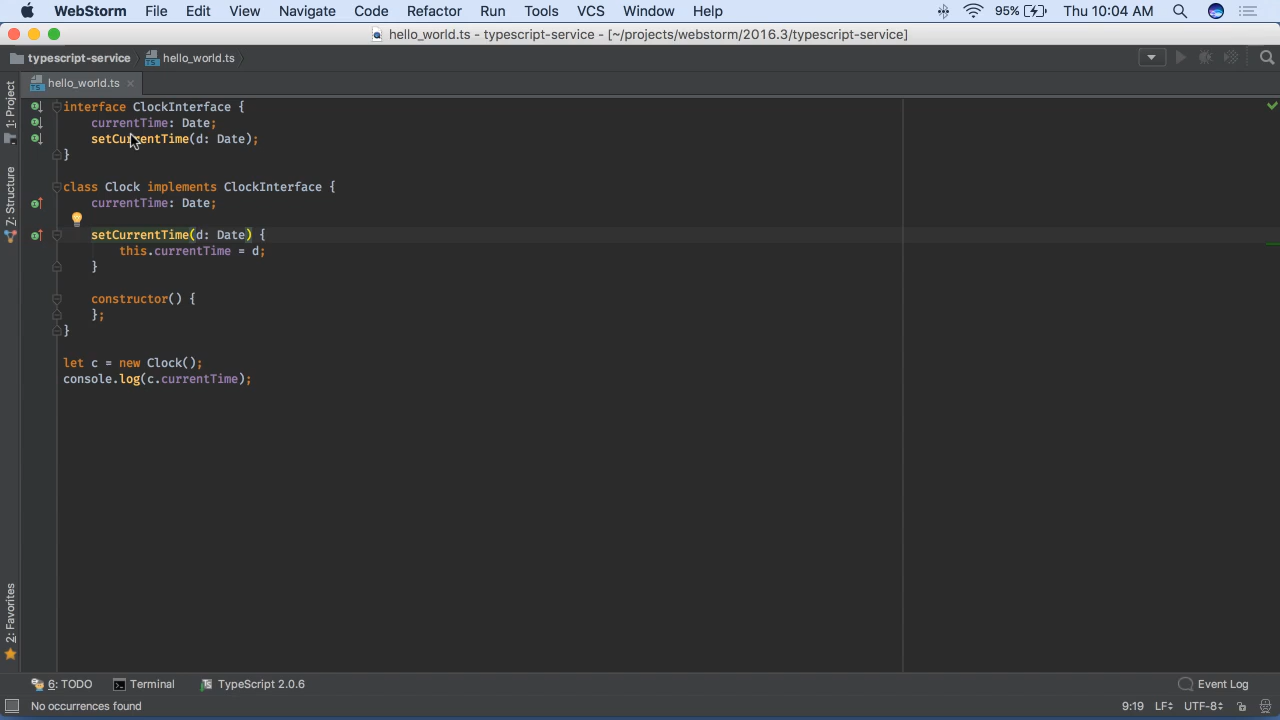 WebStorm File Edit View Navigate Code Refactor Run Tools VCS Window Help 95% Thu 10:04 AM
hello_world.ts - typescript-service - [~/projects/webstorm/2016.3/typescript-service]
typescript-service hello_world.ts
hello_world.ts
1: Project
Z: Structure
2: Favorites
interface ClockInterface {
currentTime: Date;
setCurrentTime(d: Date);
}
class Clock implements ClockInterface {
currentTime: Date;
setCurrentTime(d: Date) {
this.currentTime = d;
}
constructor() {
};
}
let c = new Clock();
console.log(c.currentTime);
6: TODO Terminal TypeScript 2.0.6 Event Log
No occurrences found 9:19 LF UTF-8